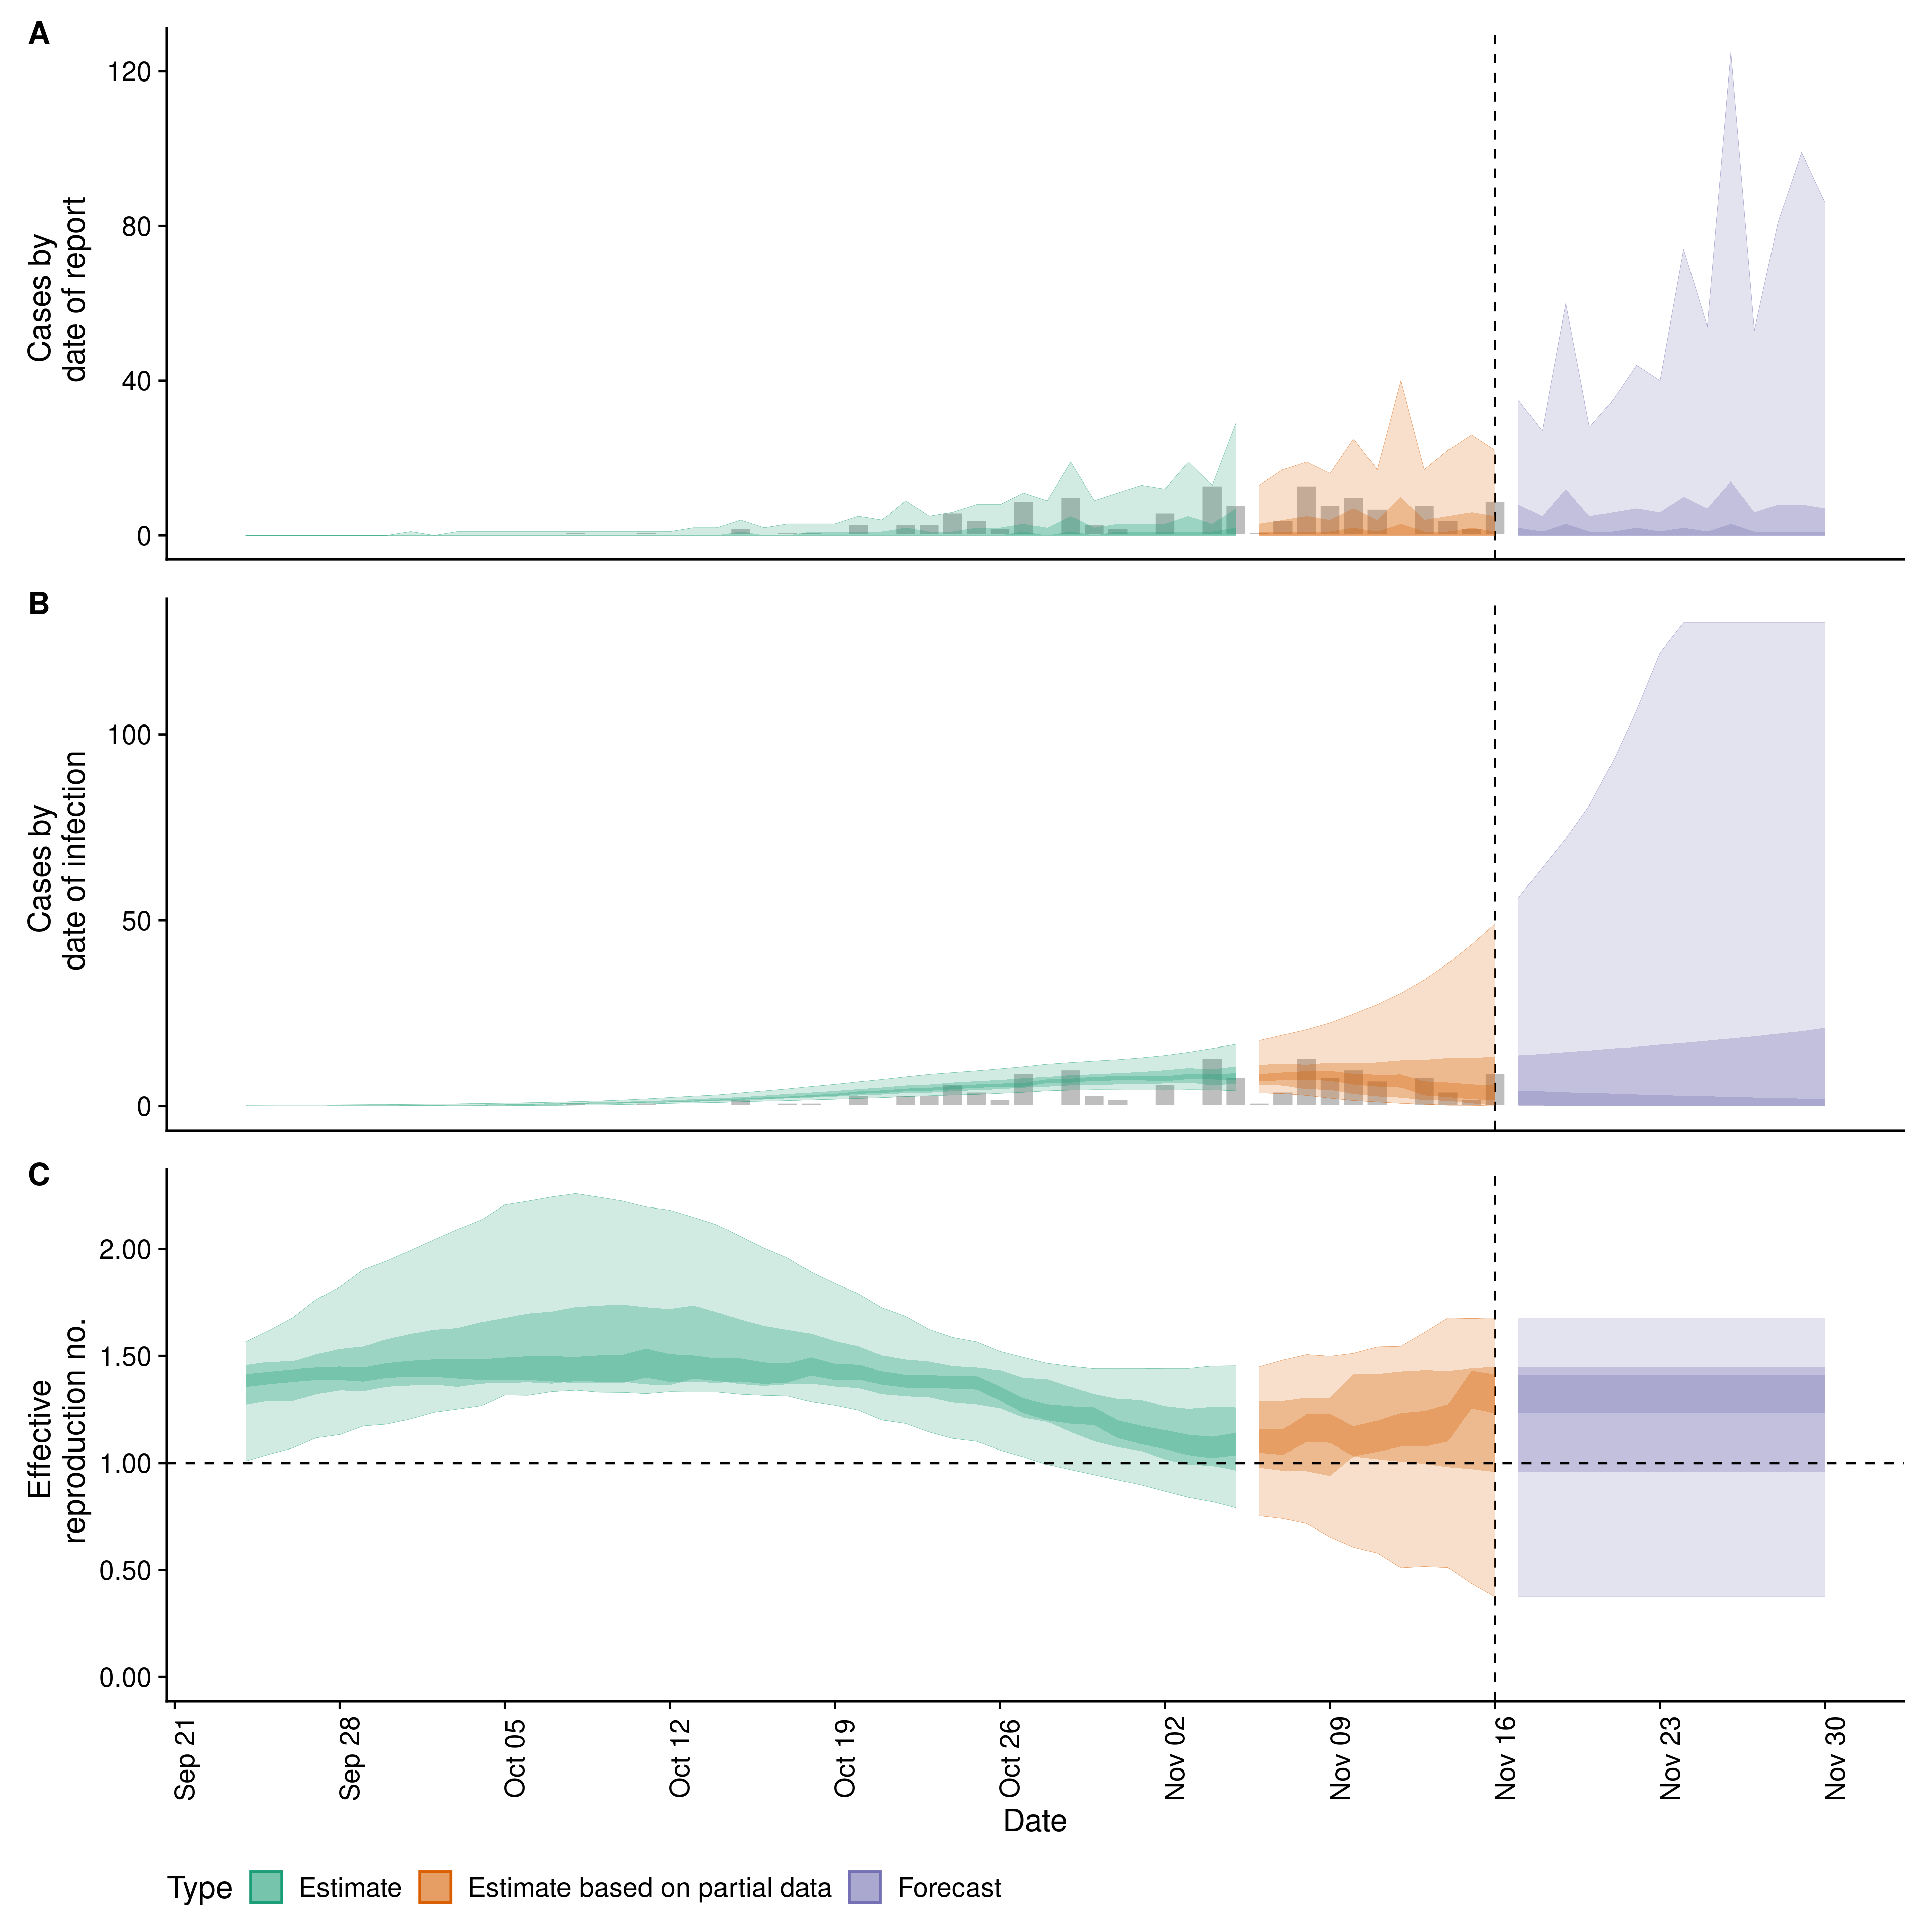 A
Cases by
date of report
120
80
40
0
B
Cases by
date of infection
100
50
0
C
Effective
reproduction no.
2.00
1.50
1.00
0.50
0.00
Sep 21
Sep 28
Oct 05
Oct 12
Oct 19
Oct 26
Nov 02
Nov 09
Nov 16
Nov 23
Nov 30
Date
Type Estimate Estimate based on partial data Forecast